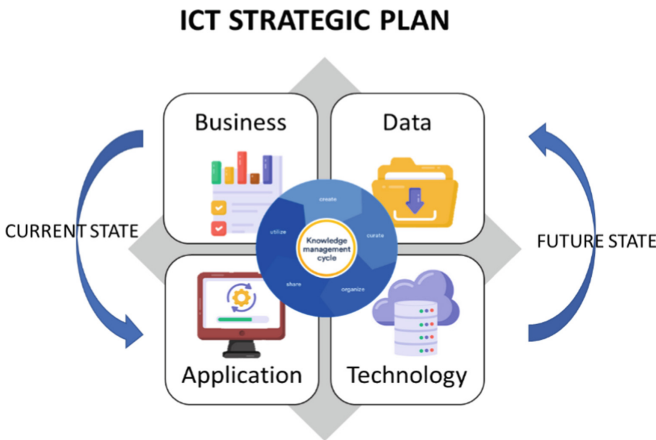 ICT STRATEGIC PLAN
Business
Data
CURRENT STATE
FUTURE STATE
create
utilize
curate
Knowledge
management
cycle
share
organize
Application
Technology